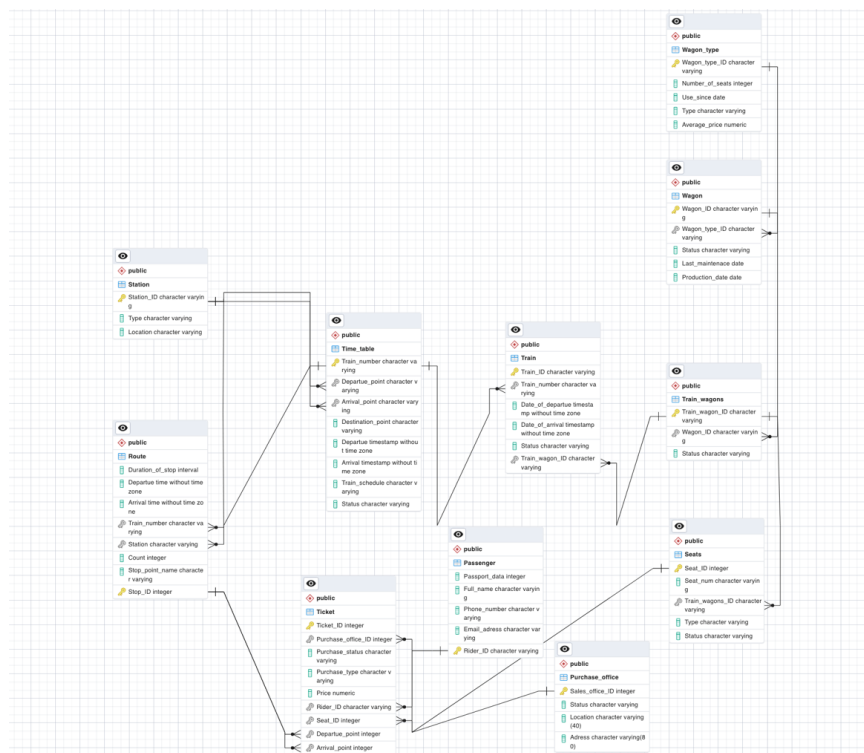 public
Wagon_type
Wagon_type_ID character
varying
Number_of_seats integer
Use_since date
Type character varying
Average_price numeric
public
Wagon
Wagon_ID character varyin
g
Wagon_type_ID character
varying
Status character varying
Last_maintenace date
Production_date date
public
Station
Station_ID character varyin
g
Type character varying
Location character varying
public
Time_table
Train_number character va
rying
Departue_point character v
arying
Arrival_point character vary
ing
Destination_point character
varying
Departue timestamp withou
t time zone
Arrival timestamp without ti
me zone
Train_schedule character v
arying
Status character varying
public
Train
Train_ID character varying
Train_number character va
rying
Date_of_departue timesta
mp without time zone
Date_of_arrival timestamp
without time zone
Status character varying
Train_wagon_ID character
varying
public
Train_wagons
Train_wagon_ID character
varying
Wagon_ID character varyin
g
Status character varying
public
Route
Duration_of_stop interval
Departue time without time
zone
Arrival time without time zo
ne
Train_number character va
rying
Station character varying
Count integer
Stop_point_name characte
r varying
Stop_ID integer
public
Passenger
Passport_data integer
Full_name character varyin
g
Phone_number character v
arying
Email_adress character var
ying
Rider_ID character varying
public
Seats
Seat_ID integer
Seat_num character varyin
g
Train_wagons_ID character
varying
Type character varying
Status character varying
public
Ticket
Ticket_ID integer
Purchase_office_ID integer
Purchase_status character
varying
Purchase_type character v
arying
Price numeric
Rider_ID character varying
Seat_ID integer
Departue_point integer
Arrival_point integer
public
Purchase_office
Sales_office_ID integer
Status character varying
Location character varying
(40)
Adress character varying(8
0)